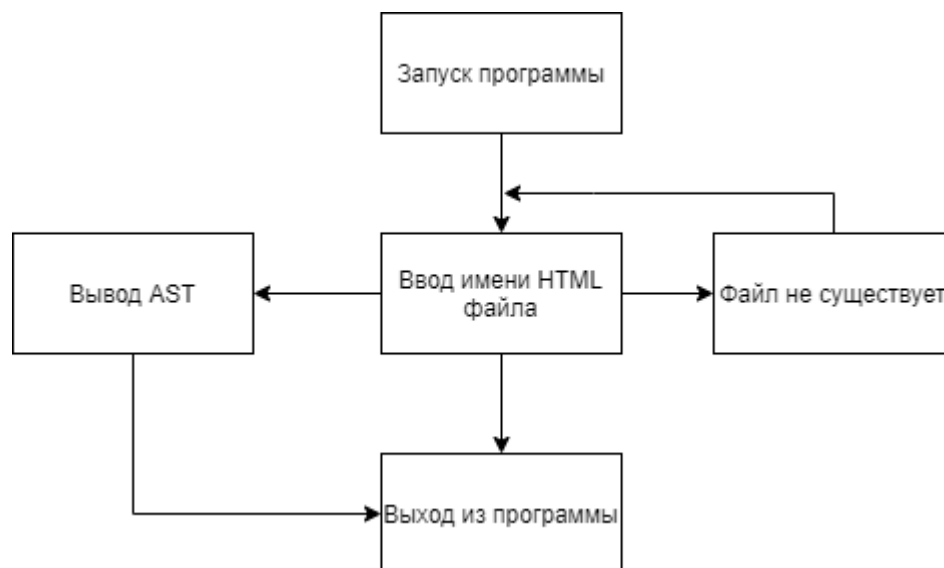 Запуск программы
Вывод AST
Ввод имени HTML
файла
Файл не существует
Выход из программы